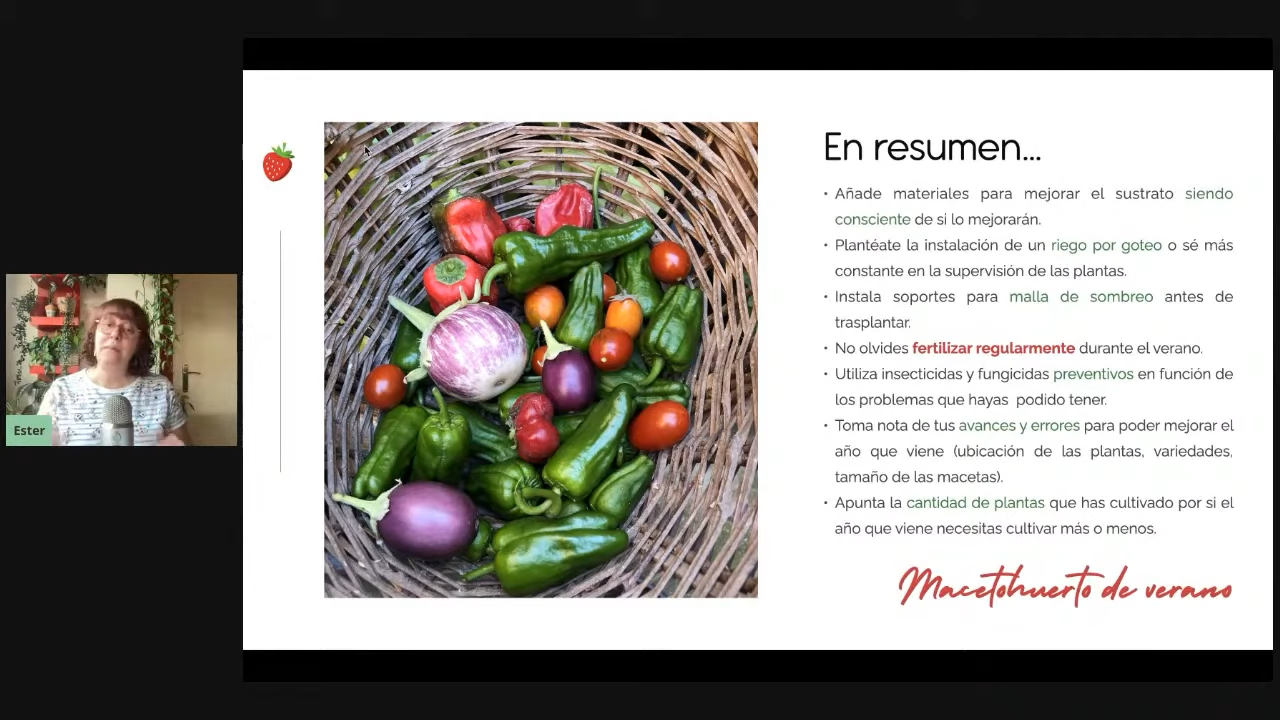 Ester
En resumen...
• Añade materiales para mejorar el sustrato siendo
consciente de si lo mejorarán.
• Plantéate la instalación de un riego por goteo o sé más
constante en la supervisión de las plantas.
• Instala soportes para malla de sombreo antes de
trasplantar.
• No olvides fertilizar regularmente durante el verano.
• Utiliza insecticidas y fungicidas preventivos en función de
los problemas que hayas podido tener.
• Toma nota de tus avances y errores para poder mejorar el
año que viene (ubicación de las plantas, variedades,
tamaño de las macetas).
• Apunta la cantidad de plantas que has cultivado por si el
año que viene necesitas cultivar más o menos.
Macetohuerto de verano